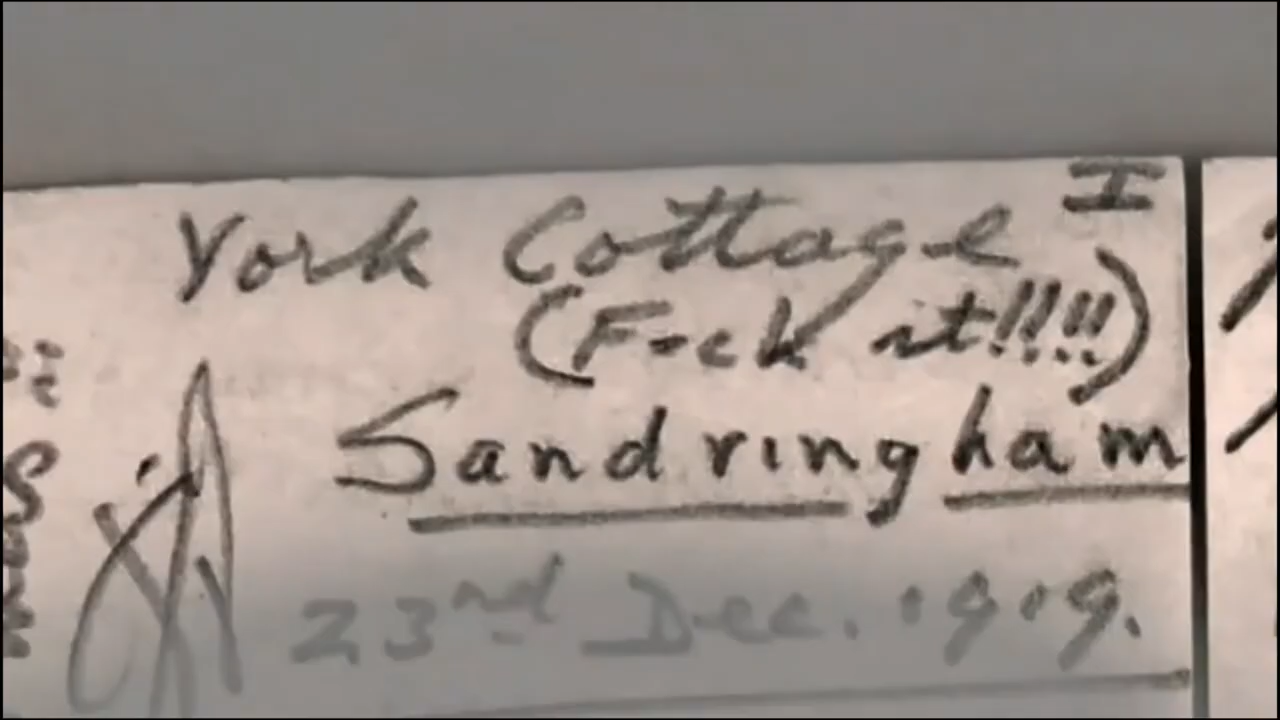 I
York Cottage
(F-ck it!!!!)
Sandringham
23rd Dec. 1919.